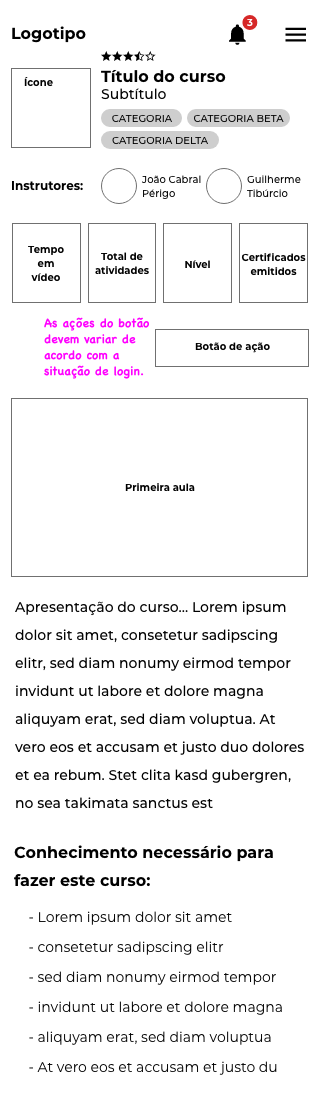 Logotipo
3
Ícone
Título do curso
Subtítulo
CATEGORIA
CATEGORIA BETA
CATEGORIA DELTA
Instrutores:
João Cabral
Périgo
Guilherme
Tibúrcio
Tempo
em
vídeo
Total de
atividades
Nível
Certificados
emitidos
As ações do botão
devem variar de
acordo com a
situação de login.
Botão de ação
Primeira aula
Apresentação do curso... Lorem ipsum
dolor sit amet, consetetur sadipscing
elitr, sed diam nonumy eirmod tempor
invidunt ut labore et dolore magna
aliquyam erat, sed diam voluptua. At
vero eos et accusam et justo duo dolores
et ea rebum. Stet clita kasd gubergren,
no sea takimata sanctus est
Conhecimento necessário para
fazer este curso:
- Lorem ipsum dolor sit amet
- consetetur sadipscing elitr
- sed diam nonumy eirmod tempor
- invidunt ut labore et dolore magna
- aliquyam erat, sed diam voluptua
- At vero eos et accusam et justo du